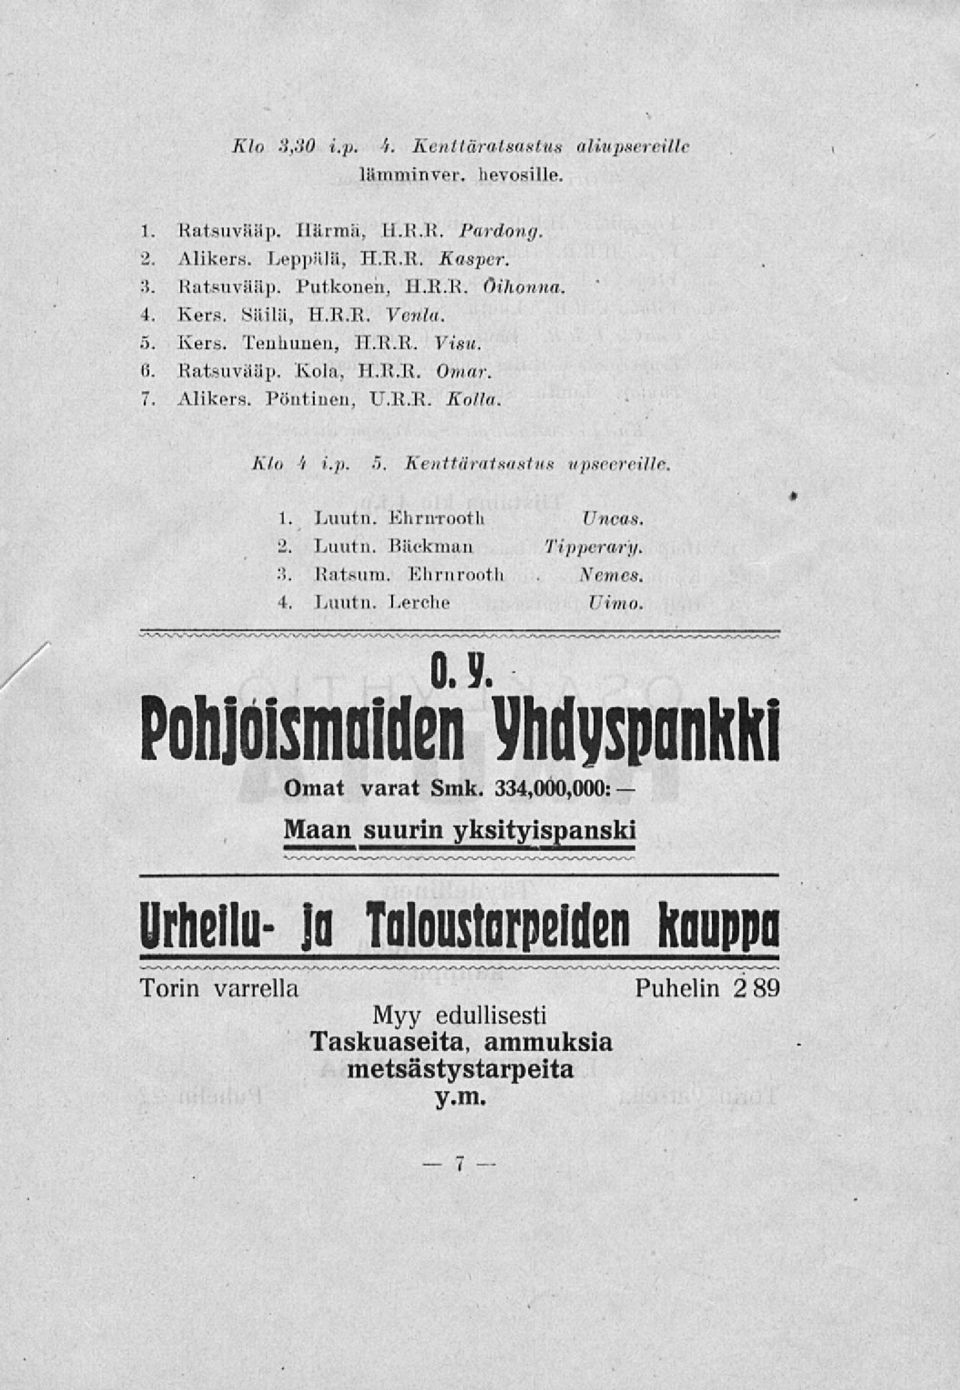 Klo 3,30 i.p. 4. Kenttäratsastus aliupsereille
lämminver. hevosille.
1. Ratsuvääp. Härmä, H.R.R. Pardong.
2. Alikers. Leppälä, H.R.R. Kasper.
3. Ratsuvääp. Putkonen, H.R.R. Öihonna.
4. Kers. Säilä, H.R.R. Venla.
5. Kers. Tenhunen, H.R.R. Visu.
6. Ratsuvääp. Kola, H.R.R. Omar.
7. Alikers. Pöntinen, U.R.R. Kolla.
Klo 4 i.p. 5. Kenttäratsastus upseereille.
1. Luutn. Ehrnrooth Uncas.
2. Luutn. Bäckman Tipperary.
3. Ratsum. Ehrnrooth Nemes.
4. Luutn. Lerche Uimo.
O. Y.
Pohjoismaiden Yhdyspankki
Omat varat Smk. 334,000,000: —
Maan suurin yksityispanski
Urheilu- ja Taloustarpeiden kauppa
Torin varrella Puhelin 2 89
Myy edullisesti
Taskuaseita, ammuksia
metsästystarpeita
y.m.
— 7 —